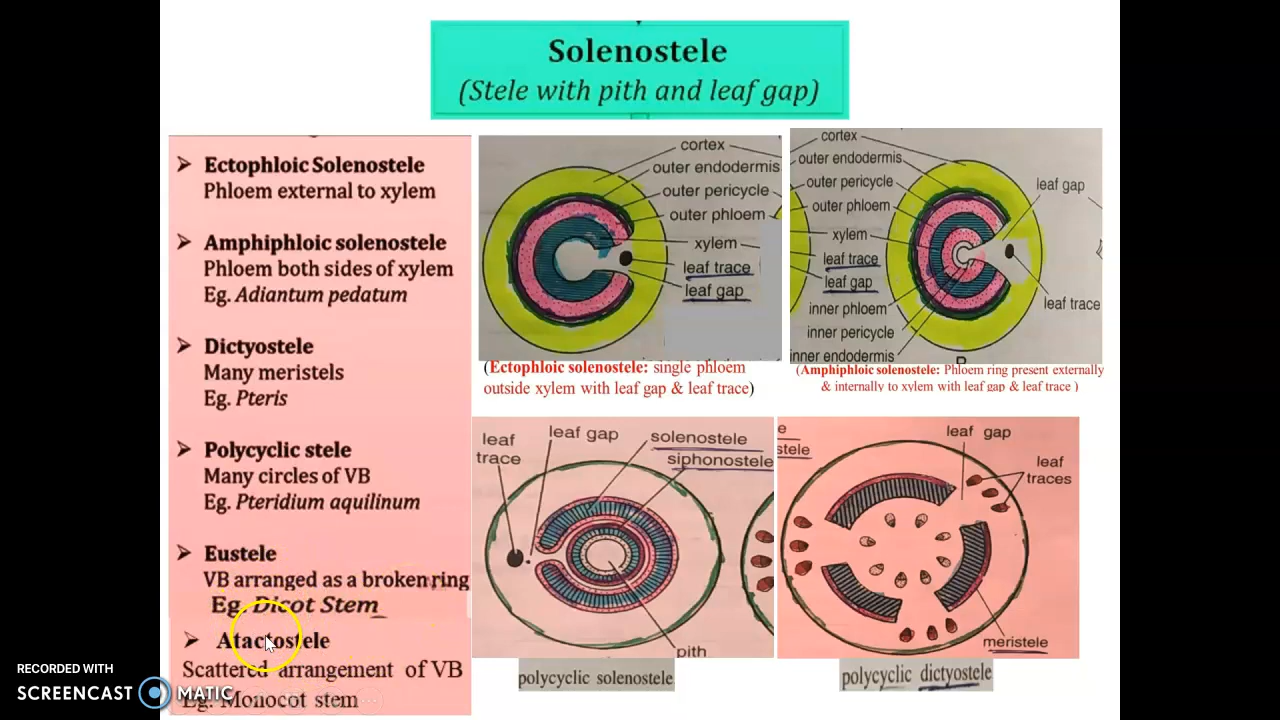 Solenostele
(Stele with pith and leaf gap)
➤ Ectophloic Solenostele
Phloem external to xylem
➤ Amphiphloic solenostele
Phloem both sides of xylem
Eg. Adiantum pedatum
➤ Dictyostele
Many meristels
Eg. Pteris
➤ Polycyclic stele
Many circles of VB
Eg. Pteridium aquilinum
➤ Eustele
VB arranged as a broken ring
Eg. Dicot Stem
➤ Atactostele
Scattered arrangement of VB
Eg. Monocot stem
cortex
outer endodermis
outer pericycle
outer phloem
xylem
leaf trace
leaf gap
(Ectophloic solenostele: single phloem
outside xylem with leaf gap & leaf trace)
cortex
outer endodermis
outer pericycle
outer phloem
xylem
leaf trace
leaf gap
inner phloem
inner pericycle
inner endodermis
leaf gap
leaf trace
(Amphiphloic solenostele: Phloem ring present externally
& internally to xylem with leaf gap & leaf trace )
leaf
trace
leaf gap
solenostele
siphonostele
pith
polycyclic solenostele
e
stele
leaf gap
leaf
traces
meristele
polycyclic dictyostele
RECORDED WITH
SCREENCAST MATIC